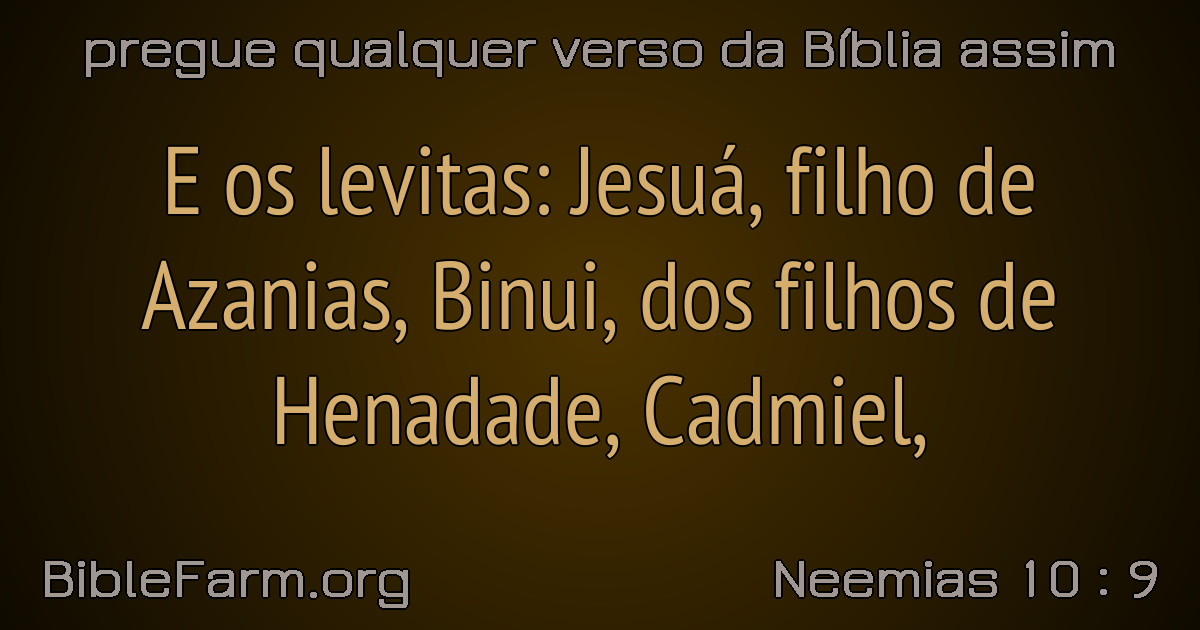 pregue qualquer verso da Bíblia assim
E os levitas: Jesuá, filho de
Azanias, Binui, dos filhos de
Henadade, Cadmiel,
BibleFarm.org
Neemias 10 : 9